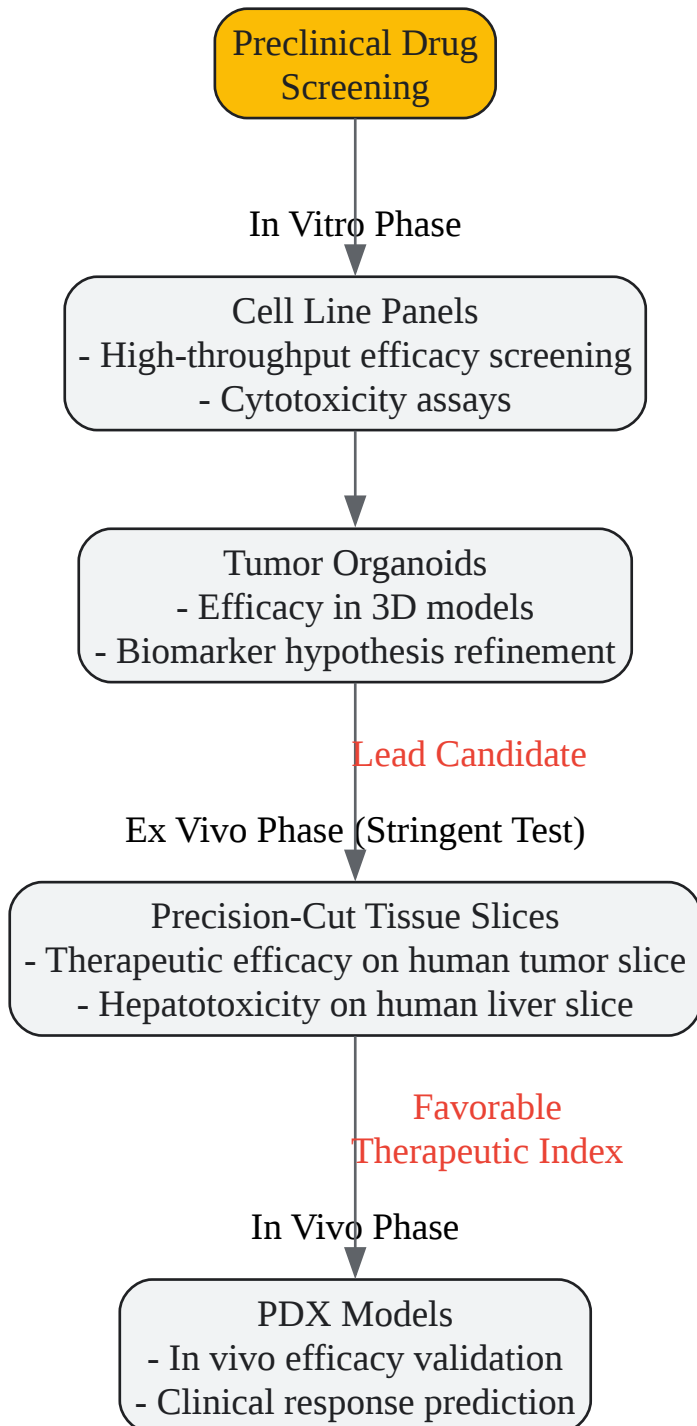 Preclinical Drug
Screening
In Vitro Phase
Cell Line Panels
- High-throughput efficacy screening
- Cytotoxicity assays
Tumor Organoids
- Efficacy in 3D models
- Biomarker hypothesis refinement
Lead Candidate
Ex Vivo Phase (Stringent Test)
Precision-Cut Tissue Slices
- Therapeutic efficacy on human tumor slice
- Hepatotoxicity on human liver slice
Favorable
Therapeutic Index
In Vivo Phase
PDX Models
- In vivo efficacy validation
- Clinical response prediction